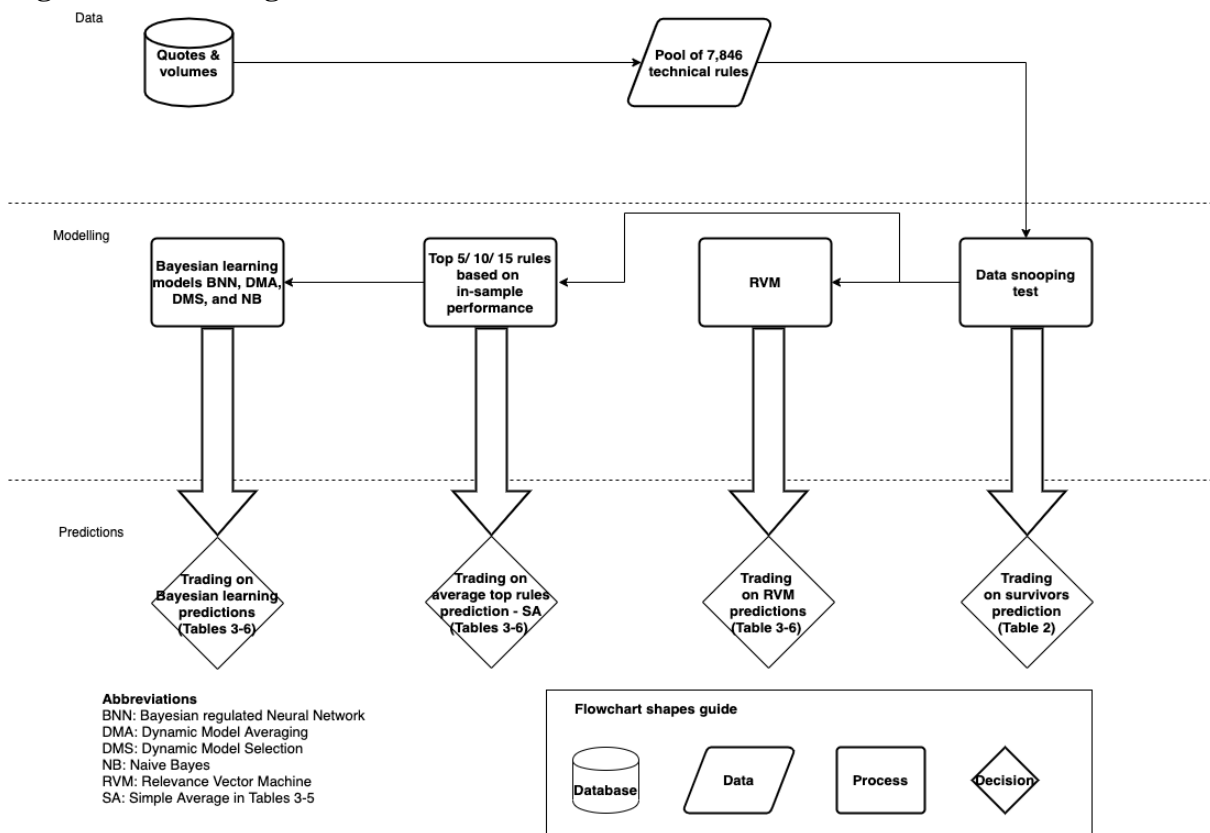 Data
Quotes &
volumes
Pool of 7,846
technical rules
Modelling
Bayesian learning
models BNN, DMA,
DMS, and NB
Top 5/ 10/ 15 rules
based on
in-sample
performance
RVM
Data snooping
test
Predictions
Trading on
Bayesian learning
predictions
(Tables 3-6)
Trading on
average top rules
prediction - SA
(Tables 3-6)
Trading
on RVM
predictions
(Table 3-6)
Trading
on survivors
prediction
(Table 2)
Abbreviations
BNN: Bayesian regulated Neural Network
DMA: Dynamic Model Averaging
DMS: Dynamic Model Selection
NB: Naive Bayes
RVM: Relevance Vector Machine
SA: Simple Average in Tables 3-5
Flowchart shapes guide
Database
Data
Process
Decision